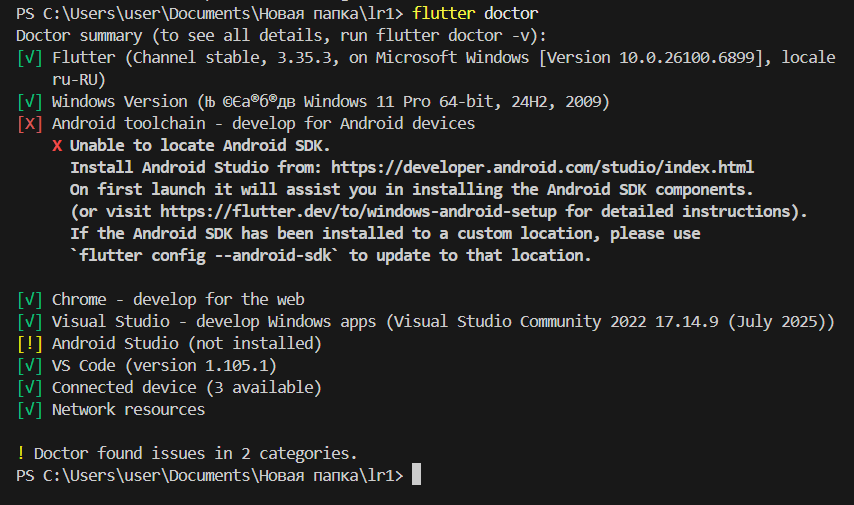 PS C:\Users\user\Documents\Новая папка\lr1> flutter doctor
Doctor summary (to see all details, run flutter doctor -v):
[√] Flutter (Channel stable, 3.35.3, on Microsoft Windows [Version 10.0.26100.6899], locale
ru-RU)
[√] Windows Version (Њ ©Єа®б®дв Windows 11 Pro 64-bit, 24H2, 2009)
[X] Android toolchain - develop for Android devices
X Unable to locate Android SDK.
Install Android Studio from: https://developer.android.com/studio/index.html
On first launch it will assist you in installing the Android SDK components.
(or visit https://flutter.dev/to/windows-android-setup for detailed instructions).
If the Android SDK has been installed to a custom location, please use
`flutter config --android-sdk` to update to that location.
[√] Chrome - develop for the web
[√] Visual Studio - develop Windows apps (Visual Studio Community 2022 17.14.9 (July 2025))
[!] Android Studio (not installed)
[√] VS Code (version 1.105.1)
[√] Connected device (3 available)
[√] Network resources
! Doctor found issues in 2 categories.
PS C:\Users\user\Documents\Новая папка\lr1>